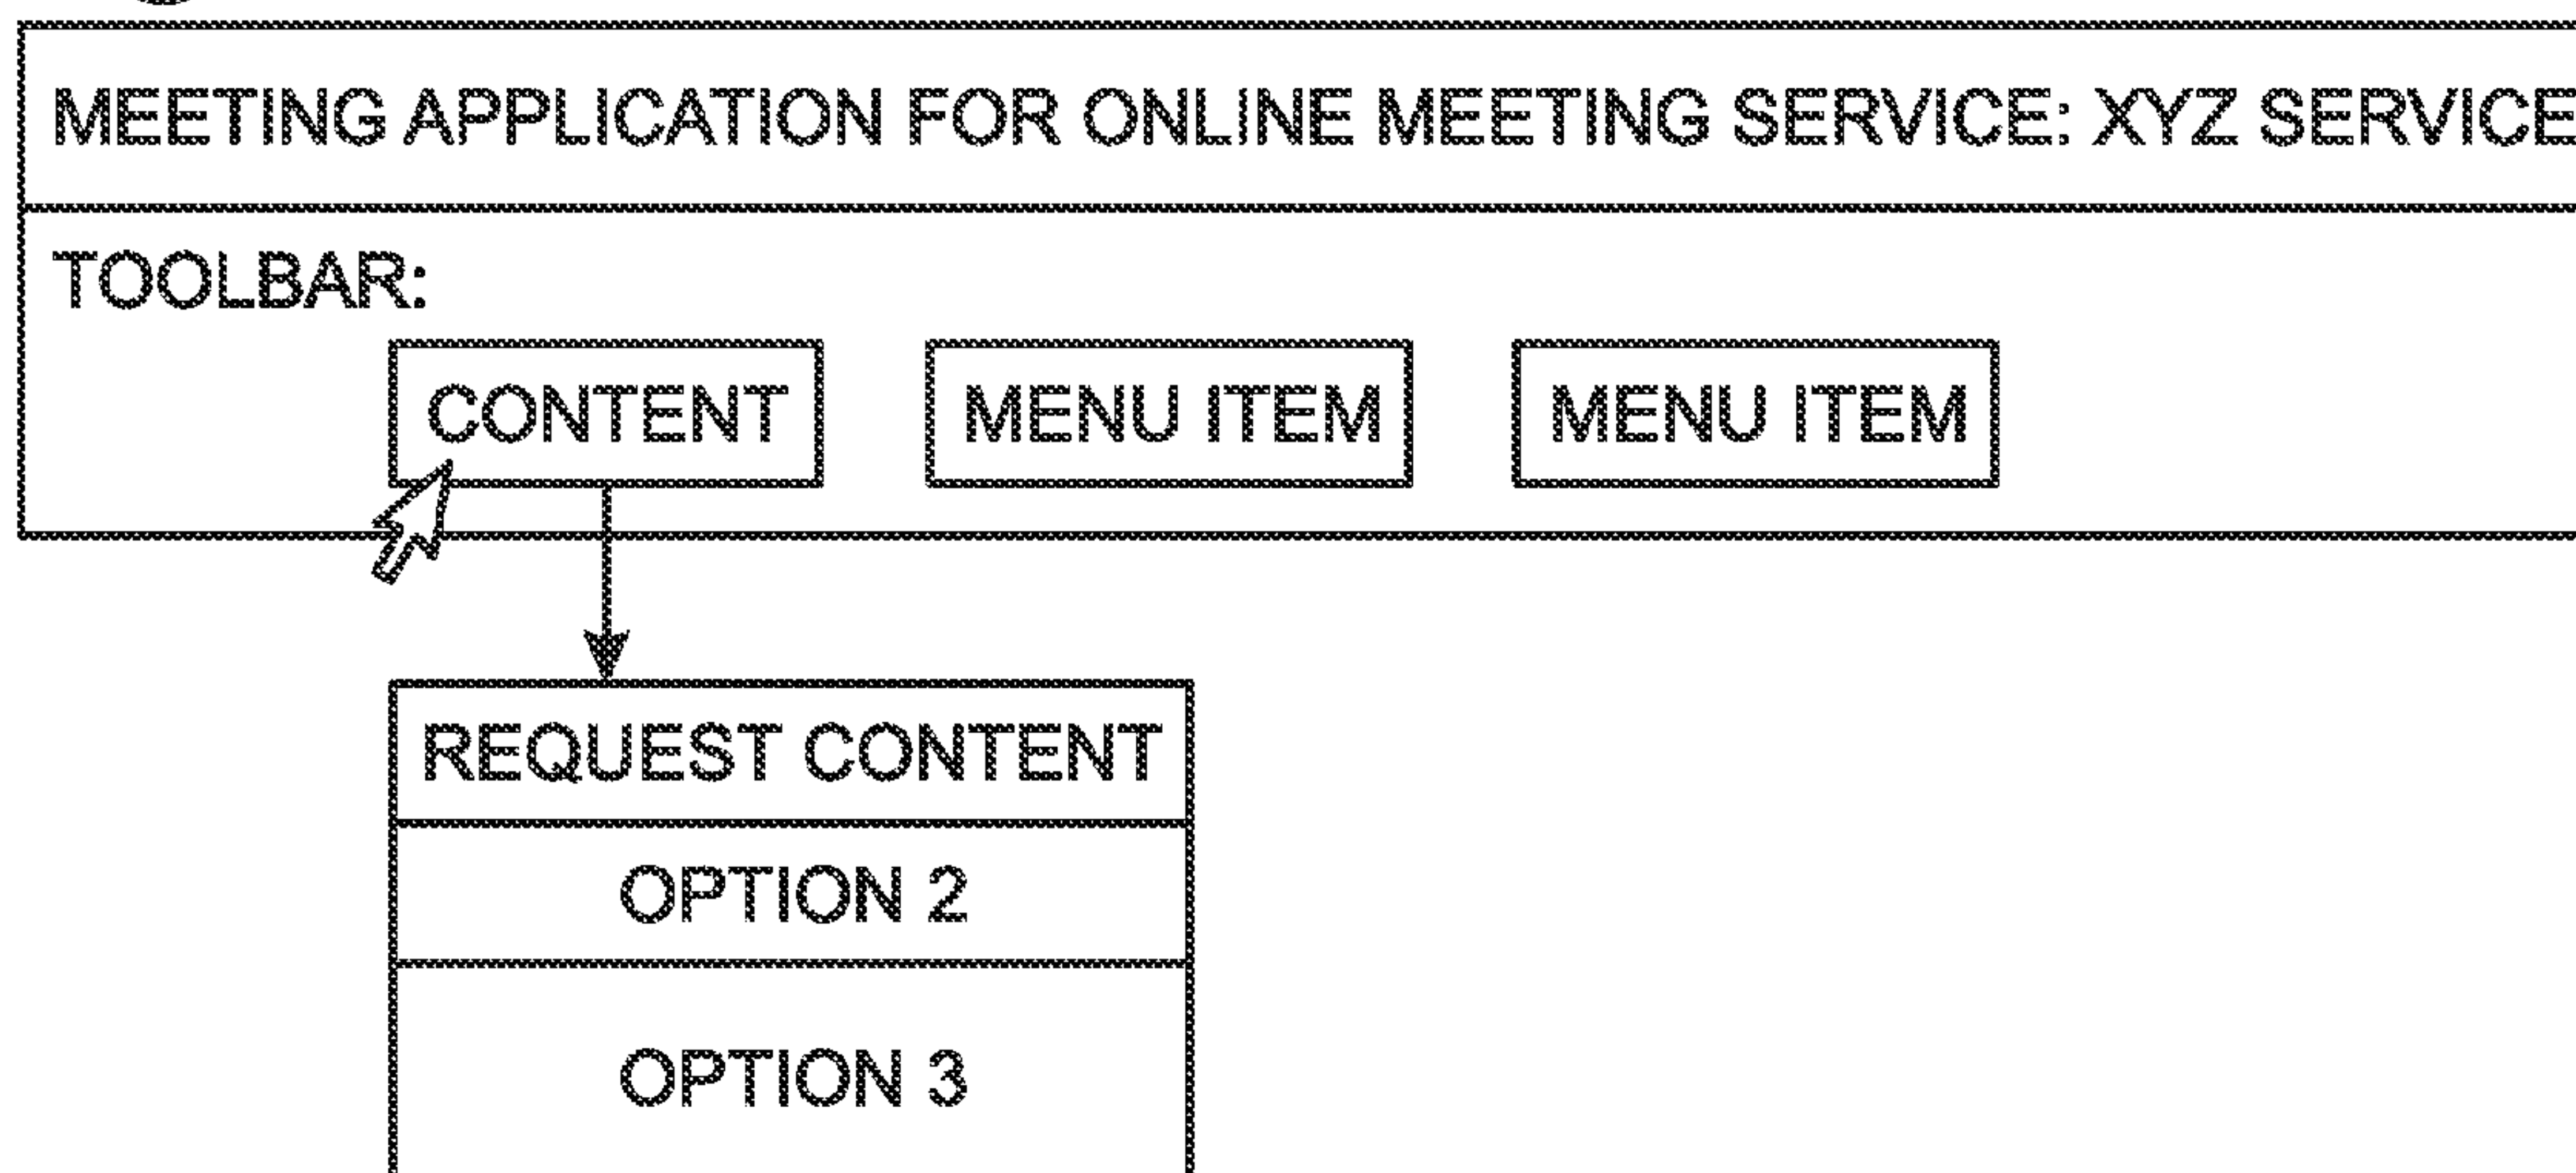 MEETING APPLICATION FOR ONLINE MEETING SERVICE: XYZ SERVICE
TOOLBAR:
CONTENT MENU ITEM MENU ITEM
REQUEST CONTENT
OPTION 2
OPTION 3